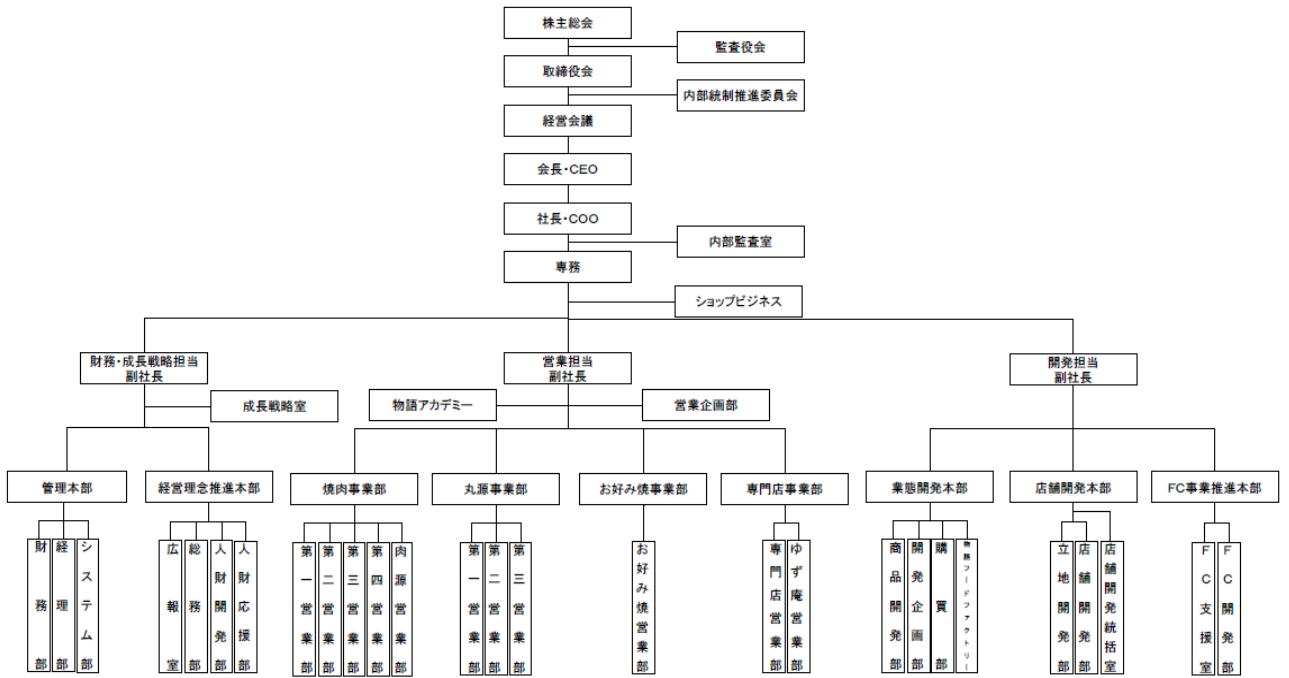 株主総会
監査役会
取締役会
内部統制推進委員会
経営会議
会長・CEO
社長・COO
内部監査室
専務
ショップビジネス
財務・成長戦略担当
副社長
営業担当
副社長
開発担当
副社長
成長戦略室
物語アカデミー
営業企画部
管理本部
経営理念推進本部
焼肉事業部
丸源事業部
お好み焼事業部
専門店事業部
業態開発本部
店舗開発本部
FC事業推進本部
財務部
経理部
システム部
広報室
総務部
人財開発部
人財応援部
第一営業部
第二営業部
第三営業部
第四営業部
肉源営業部
第一営業部
第二営業部
第三営業部
お好み焼営業部
専門店営業部
ゆず庵営業部
商品開発部
開発企画部
購買部
物語フードファクトリー
立地開発部
店舗開発部
店舗開発統括室
FC支援室
FC開発部